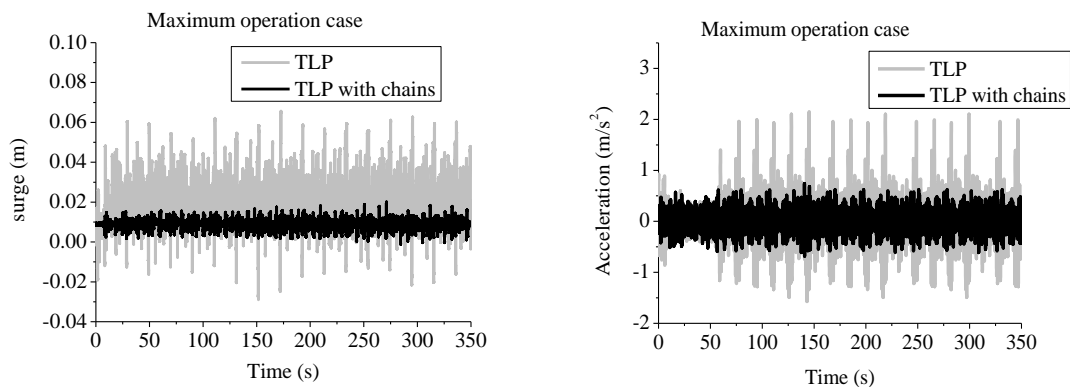 Maximum operation case
0.10
0.08
0.06
0.04
0.02
0.00
-0.02
-0.04
surge (m)
TLP
TLP with chains
0 50 100 150 200 250 300 350
Time (s)
Maximum operation case
3
2
1
0
-1
-2
Acceleration (m/s²)
TLP
TLP with chains
0 50 100 150 200 250 300 350
Time (s)